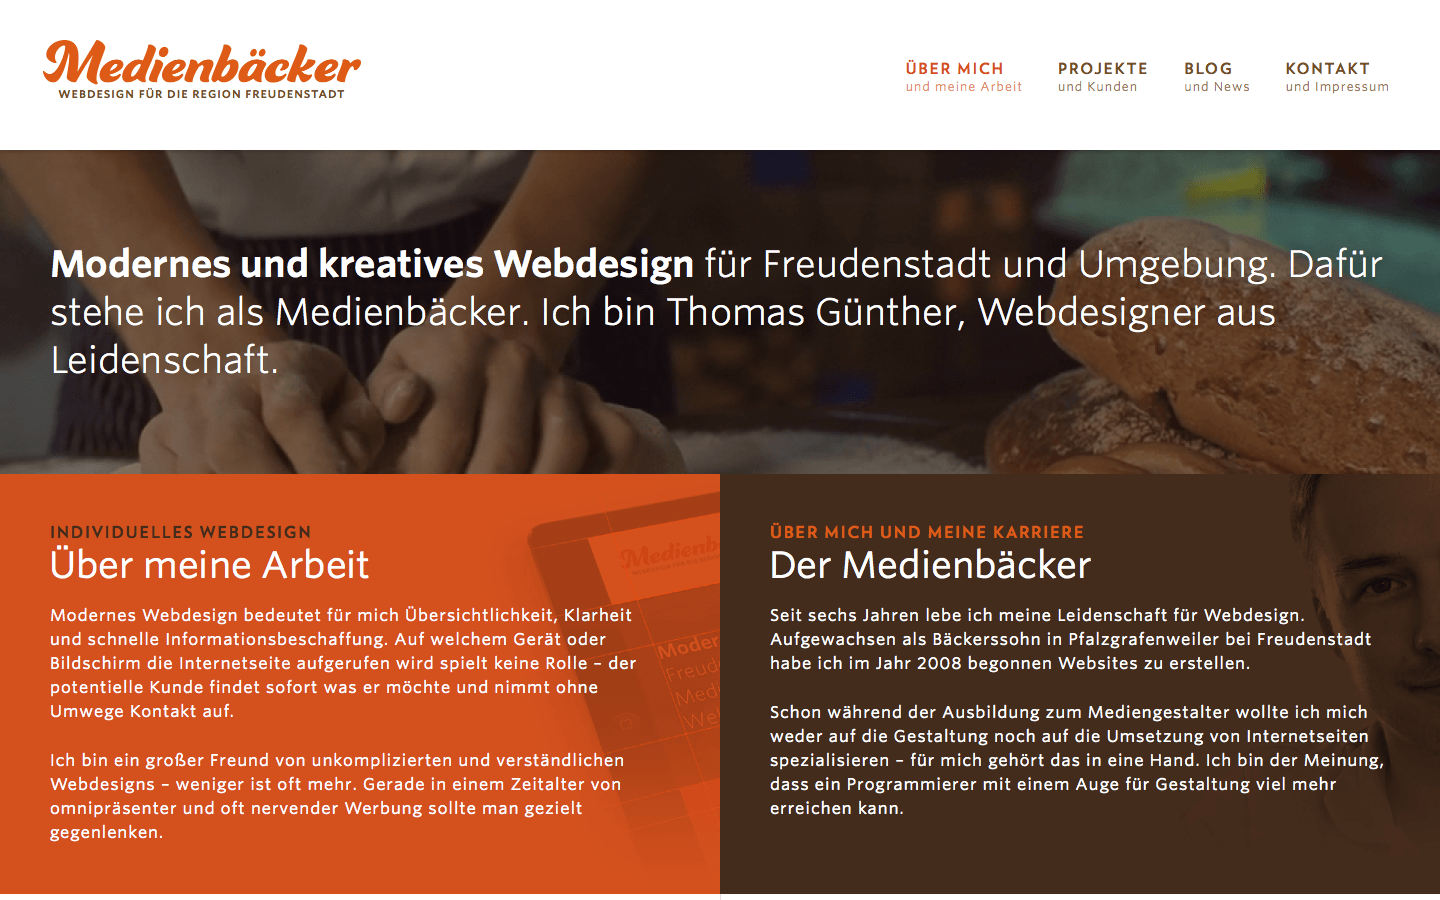 Medienbäcker
WEBDESIGN FÜR DIE REGION FREUDENSTADT
ÜBER MICH
und meine Arbeit
PROJEKTE
und Kunden
BLOG
und News
KONTAKT
und Impressum
Modernes und kreatives Webdesign für Freudenstadt und Umgebung. Dafür
stehe ich als Medienbäcker. Ich bin Thomas Günther, Webdesigner aus
Leidenschaft.
INDIVIDUELLES WEBDESIGN
Über meine Arbeit
Modernes Webdesign bedeutet für mich Übersichtlichkeit, Klarheit
und schnelle Informationsbeschaffung. Auf welchem Gerät oder
Bildschirm die Internetseite aufgerufen wird spielt keine Rolle – der
potentielle Kunde findet sofort was er möchte und nimmt ohne
Umwege Kontakt auf.
Ich bin ein großer Freund von unkomplizierten und verständlichen
Webdesigns – weniger ist oft mehr. Gerade in einem Zeitalter von
omnipräsenter und oft nervender Werbung sollte man gezielt
gegenlenken.
ÜBER MICH UND MEINE KARRIERE
Der Medienbäcker
Seit sechs Jahren lebe ich meine Leidenschaft für Webdesign.
Aufgewachsen als Bäckerssohn in Pfalzgrafenweiler bei Freudenstadt
habe ich im Jahr 2008 begonnen Websites zu erstellen.
Schon während der Ausbildung zum Mediengestalter wollte ich mich
weder auf die Gestaltung noch auf die Umsetzung von Internetseiten
spezialisieren – für mich gehört das in eine Hand. Ich bin der Meinung,
dass ein Programmierer mit einem Auge für Gestaltung viel mehr
erreichen kann.